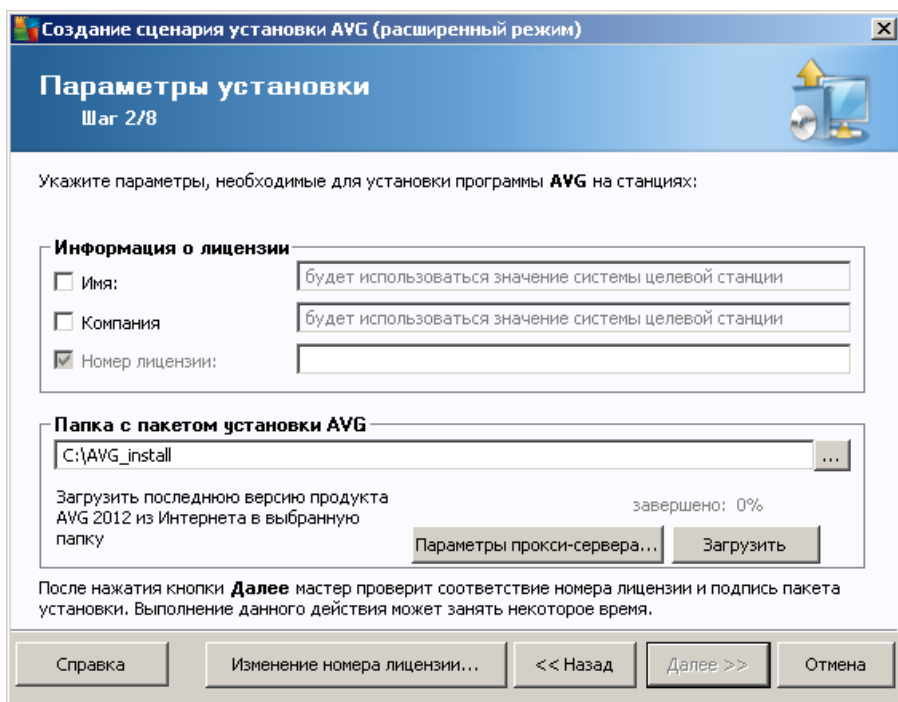 Создание сценария установки AVG (расширенный режим)
Параметры установки
Шаг 2/8
Укажите параметры, необходимые для установки программы AVG на станциях:
Информация о лицензии
Имя:
будет использоваться значение системы целевой станции
Компания
будет использоваться значение системы целевой станции
Номер лицензии:
Папка с пакетом установки AVG
C:\AVG_install
...
Загрузить последнюю версию продукта
AVG 2012 из Интернета в выбранную
папку
завершено: 0%
Параметры прокси-сервера...
Загрузить
После нажатия кнопки Далее мастер проверит соответствие номера лицензии и подпись пакета
установки. Выполнение данного действия может занять некоторое время.
Справка
Изменение номера лицензии...
<< Назад
Далее >>
Отмена